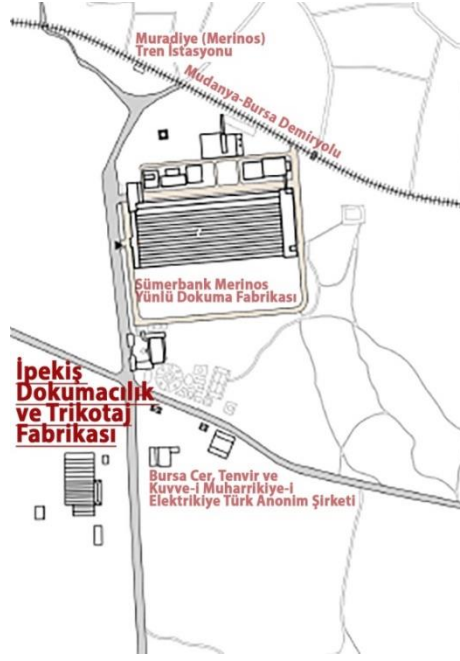 Muradiye (Merinos)
Tren İstasyonu
Mudanya-Bursa Demiryolu
Sümerbank Merinos
Yünlü Dokuma Fabrikası
İpekiş
Dokumacılık
ve Trikotaj
Fabrikası
Bursa Cer, Tenvir ve
Kuvve-i Muharrikiye-i
Elektrikiye Türk Anonim Şirketi